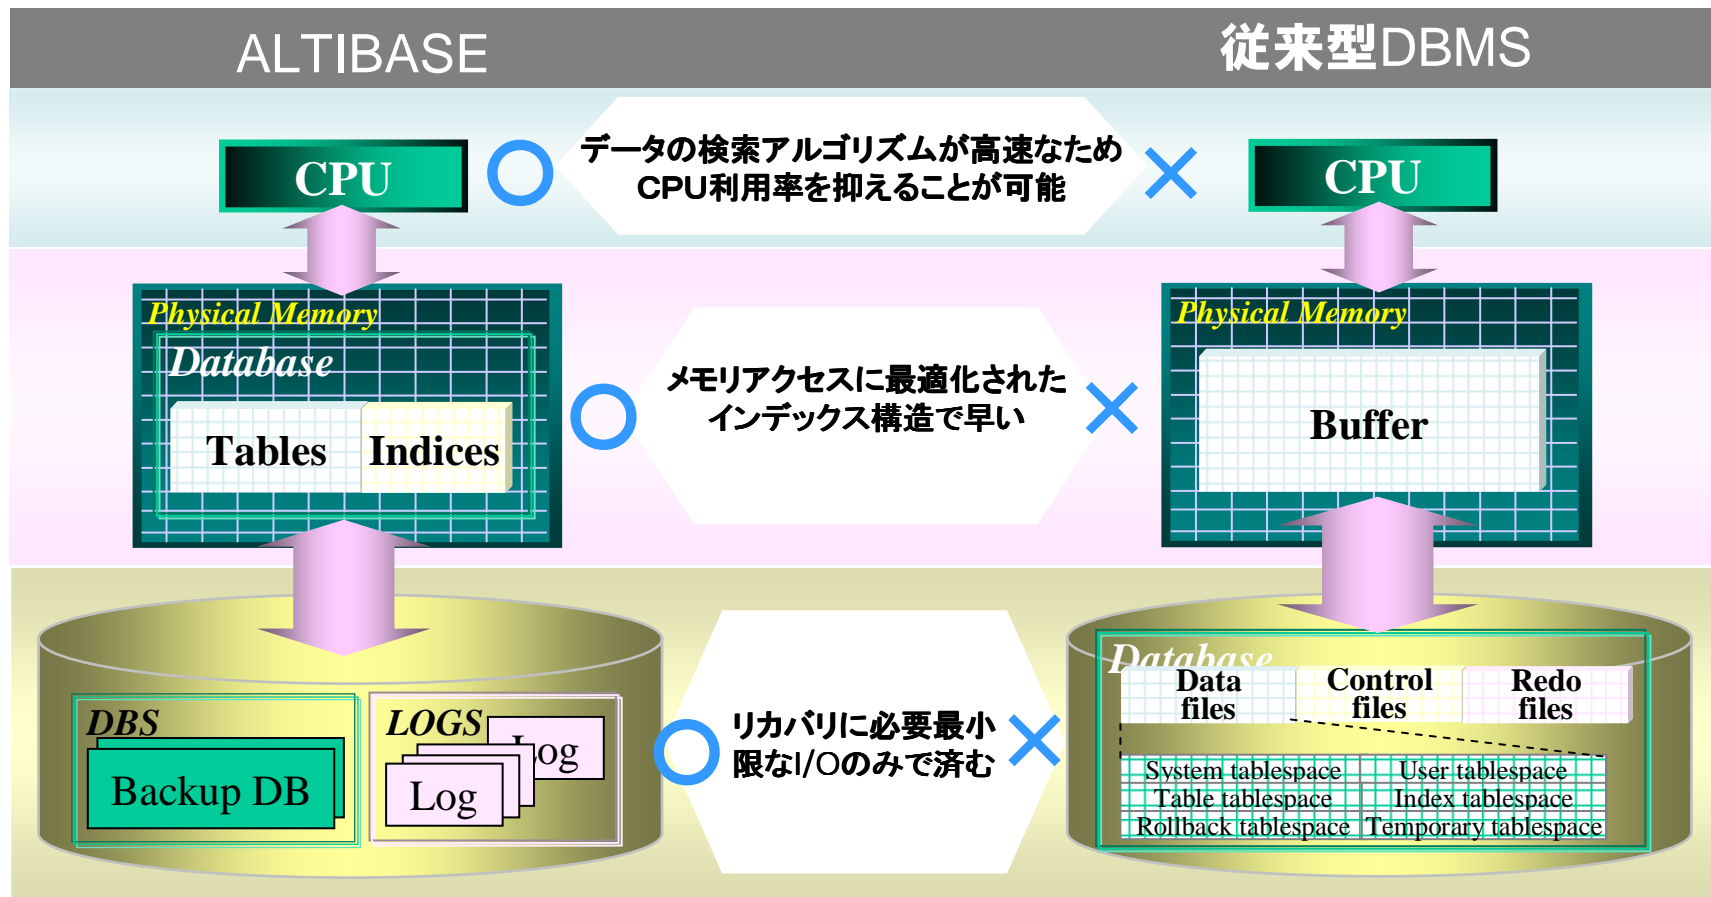 ALTIBASE
従来型DBMS
CPU
データの検索アルゴリズムが高速なため
CPU利用率を抑えることが可能
CPU
Physical Memory
Database
Tables
Indices
メモリアクセスに最適化された
インデックス構造で早い
Physical Memory
Buffer
DBS
Backup DB
LOGS
Log
Log
リカバリに必要最小
限なI/Oのみで済む
Database
Data
files
Control
files
Redo
files
System tablespace
User tablespace
Table tablespace
Index tablespace
Rollback tablespace
Temporary tablespace